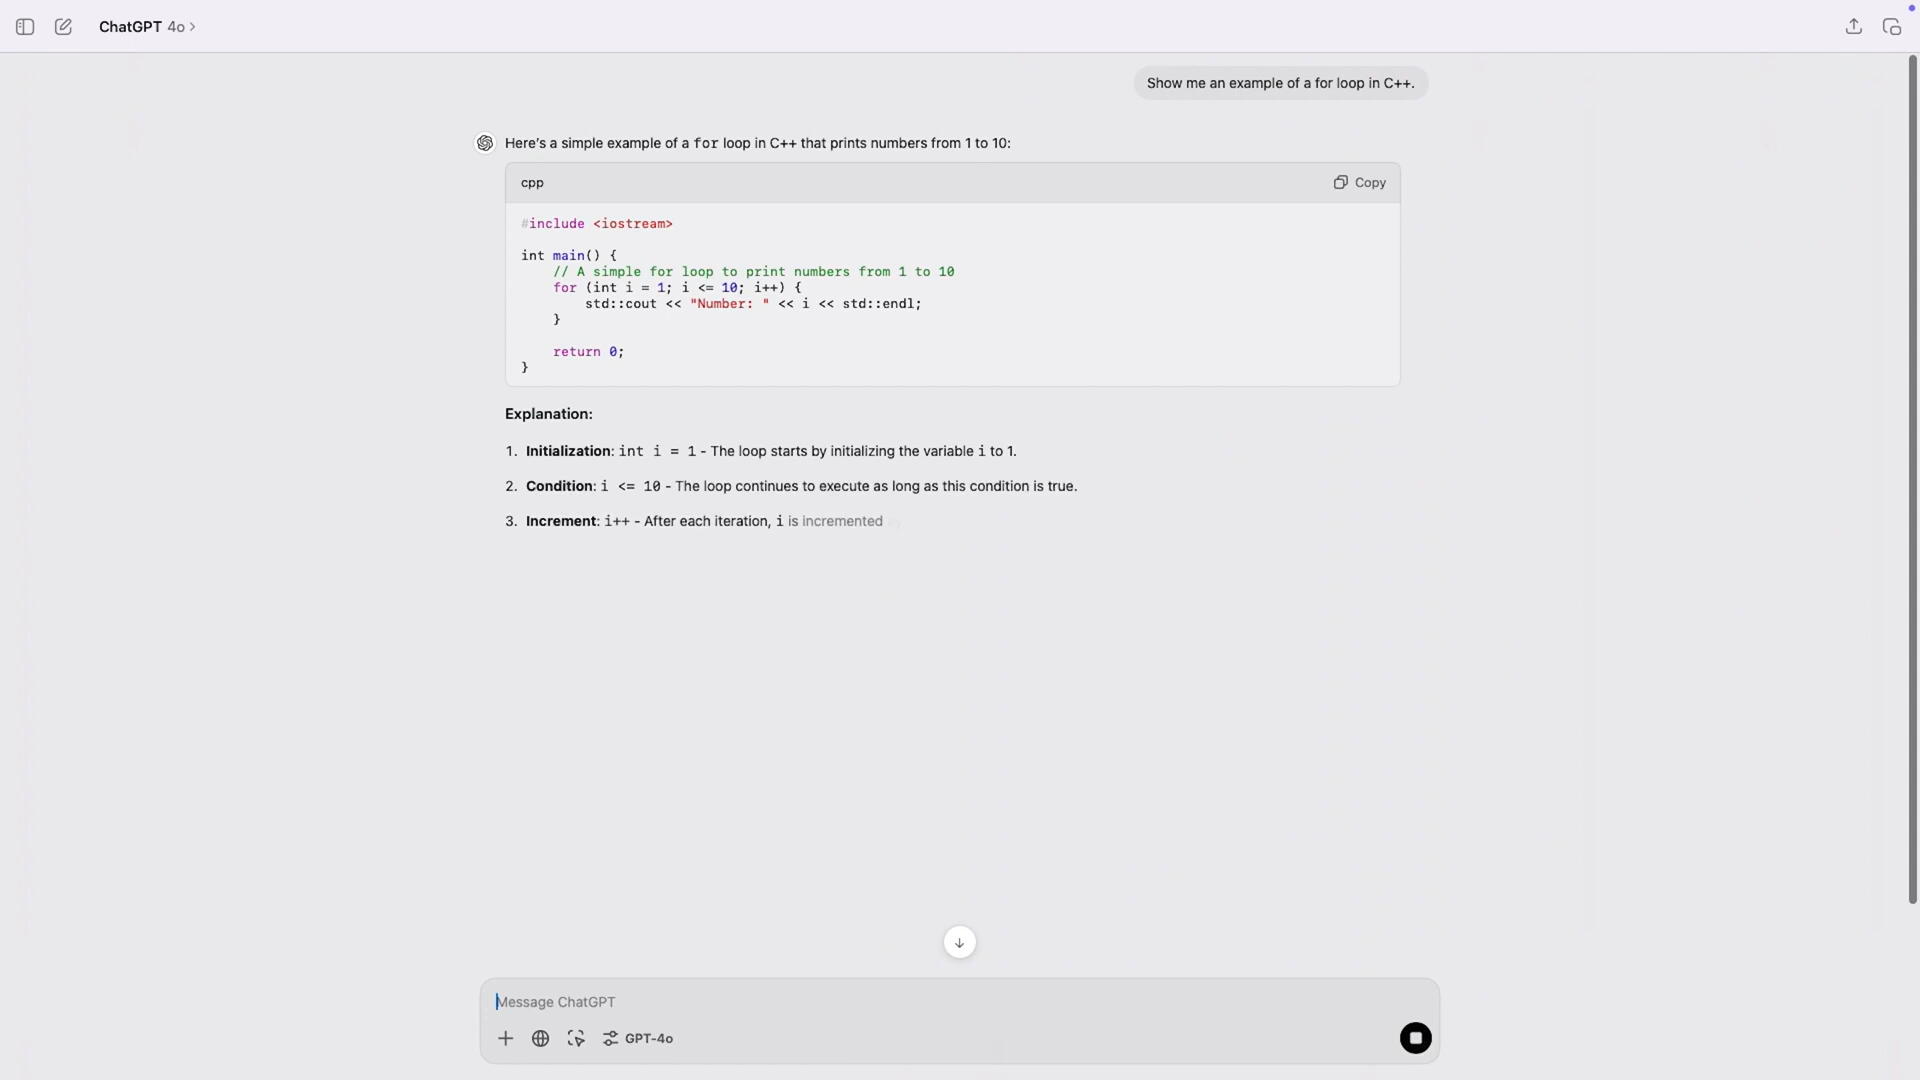 ChatGPT 4o >
Show me an example of a for loop in C++.
Here's a simple example of a for loop in C++ that prints numbers from 1 to 10:
cpp
Copy
#include <iostream>
int main() {
    // A simple for loop to print numbers from 1 to 10
    for (int i = 1; i <= 10; i++) {
        std::cout << "Number: " << i << std::endl;
    }
    return 0;
}
Explanation:
1. Initialization: int i = 1 - The loop starts by initializing the variable i to 1.
2. Condition: i <= 10 - The loop continues to execute as long as this condition is true.
3. Increment: i++ - After each iteration, i is incremented
Message ChatGPT
GPT-4o